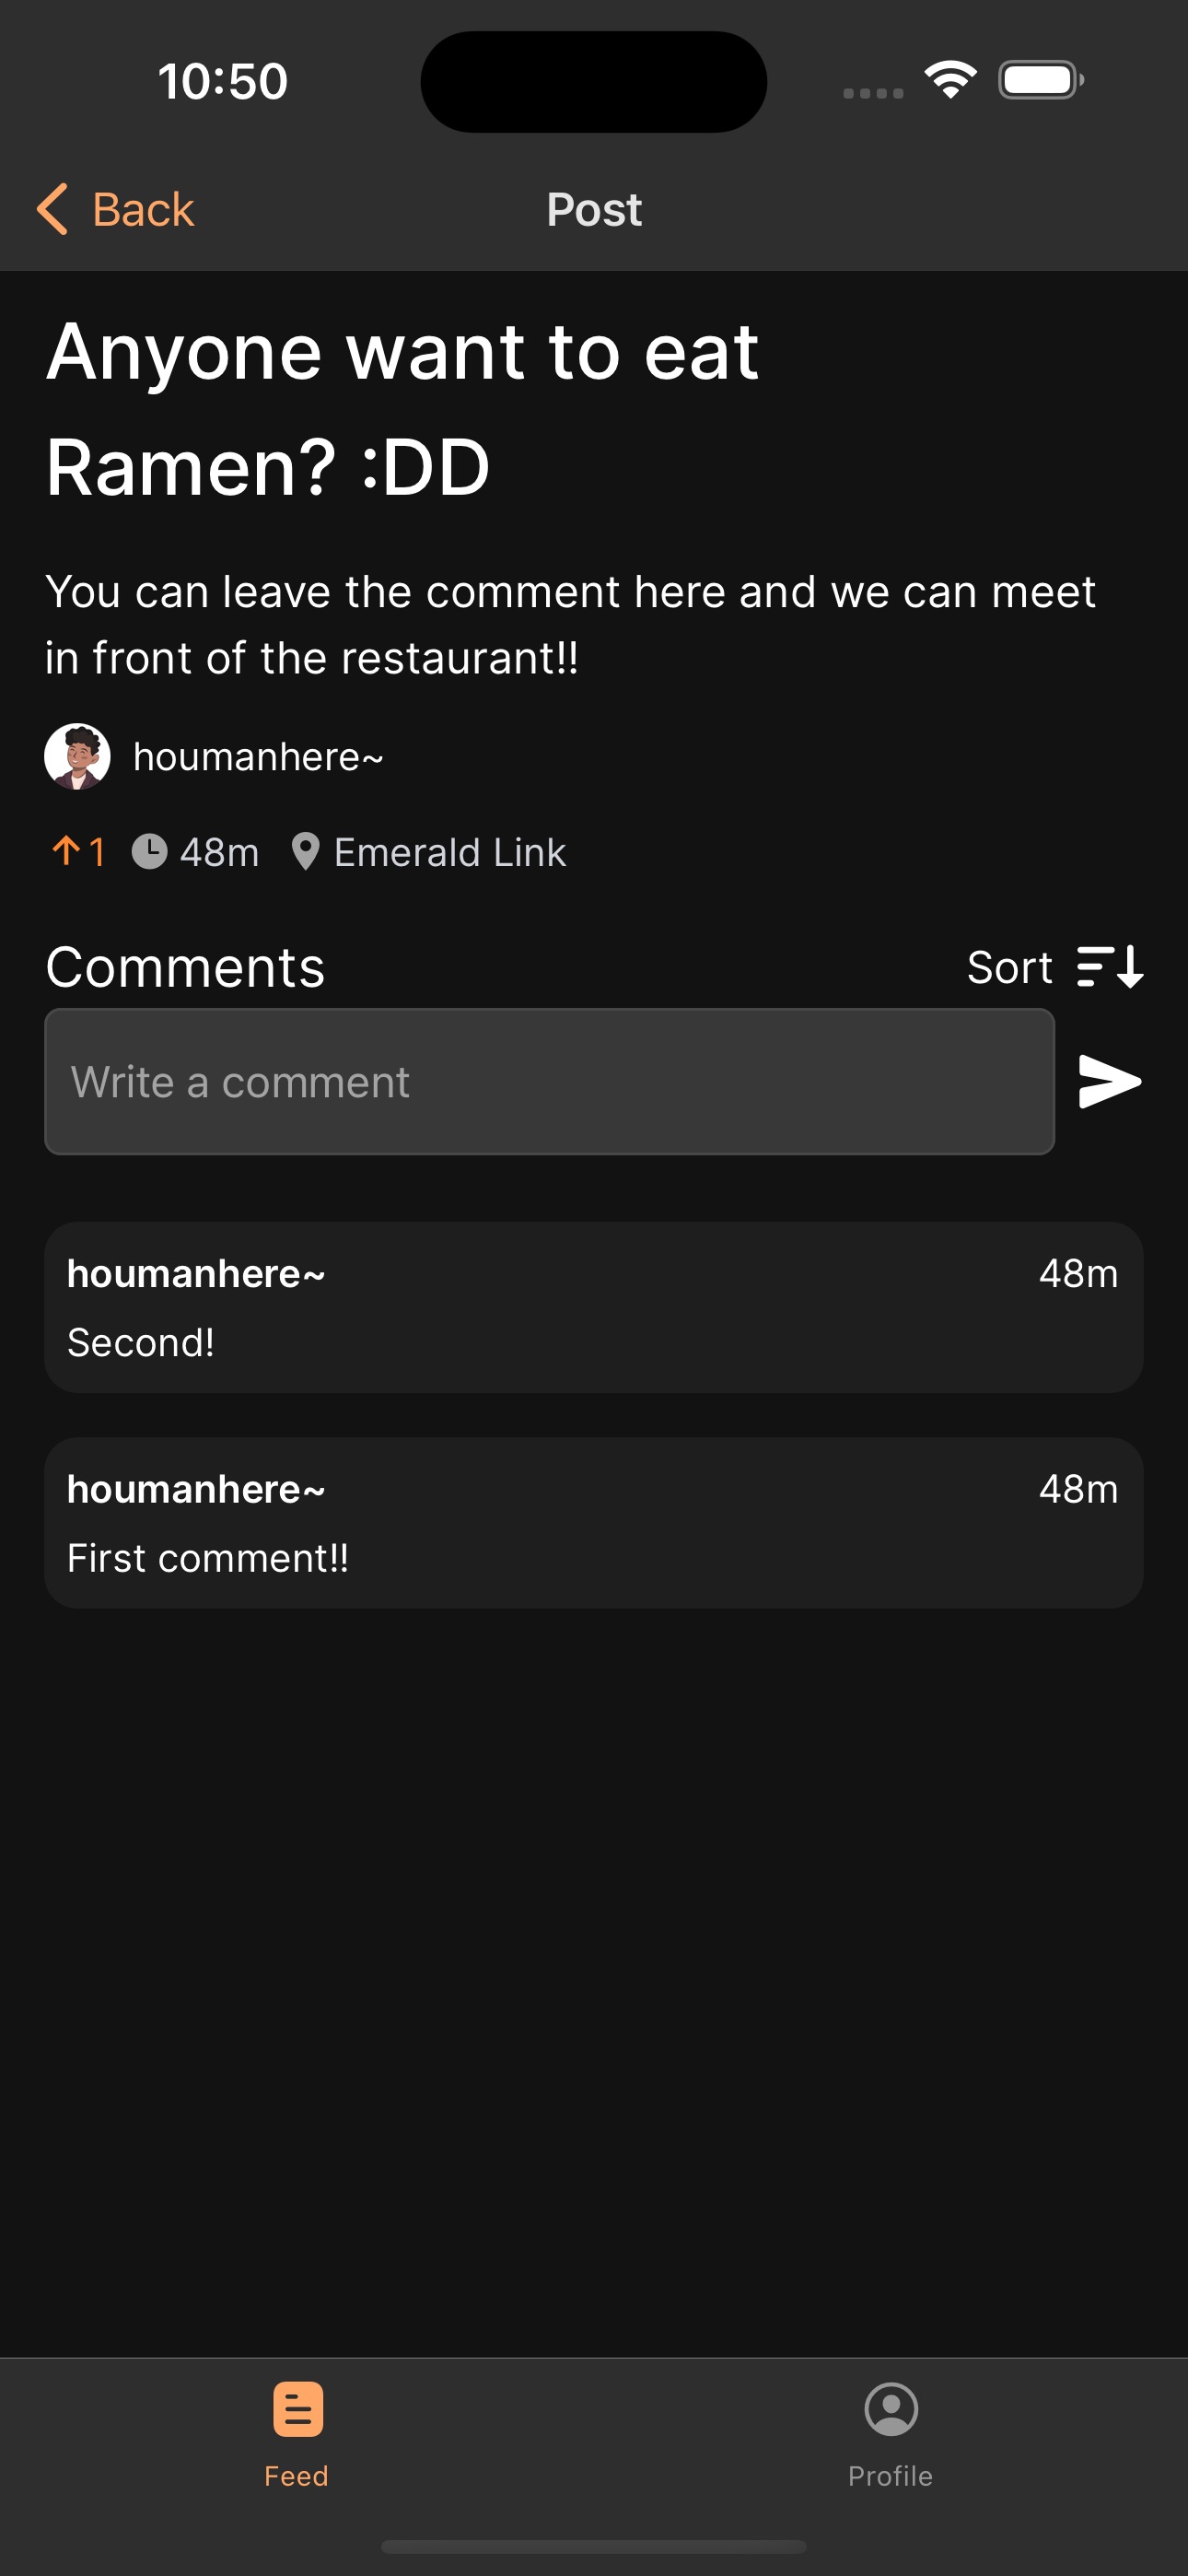 10:50
Back
Post
Anyone want to eat
Ramen? :DD
You can leave the comment here and we can meet
in front of the restaurant!!
houmanhere~
1 48m Emerald Link
Comments
Sort
Write a comment
houmanhere~ 48m
Second!
houmanhere~ 48m
First comment!!
Feed
Profile